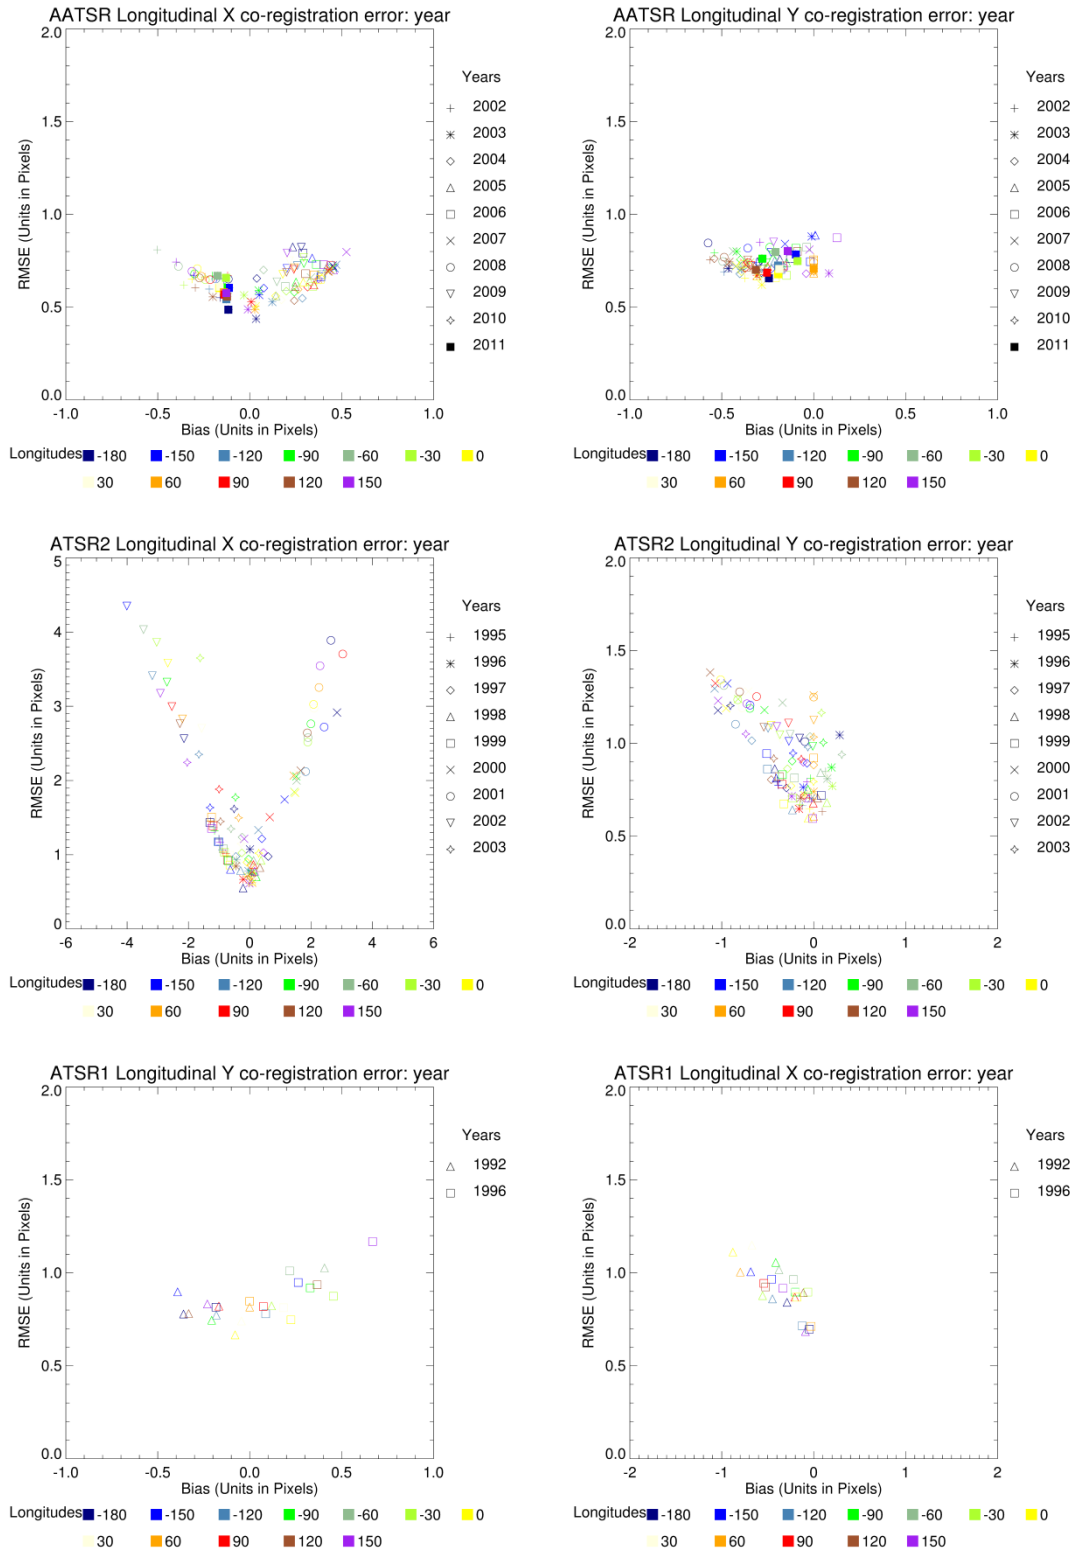 AATSR Longitudinal X co-registration error: year
2.0
1.5
1.0
0.5
0.0
RMSE (Units in Pixels)
-1.0 -0.5 0.0 0.5 1.0
Bias (Units in Pixels)
Years
2002
2003
2004
2005
2006
2007
2008
2009
2010
2011
Longitudes -180 -150 -120 -90 -60 -30 0
30 60 90 120 150
AATSR Longitudinal Y co-registration error: year
2.0
1.5
1.0
0.5
0.0
RMSE (Units in Pixels)
-1.0 -0.5 0.0 0.5 1.0
Bias (Units in Pixels)
Years
2002
2003
2004
2005
2006
2007
2008
2009
2010
2011
Longitudes -180 -150 -120 -90 -60 -30 0
30 60 90 120 150
ATSR2 Longitudinal X co-registration error: year
5
4
3
2
1
0
RMSE (Units in Pixels)
-6 -4 -2 0 2 4 6
Bias (Units in Pixels)
Years
1995
1996
1997
1998
1999
2000
2001
2002
2003
Longitudes -180 -150 -120 -90 -60 -30 0
30 60 90 120 150
ATSR2 Longitudinal Y co-registration error: year
2.0
1.5
1.0
0.5
0.0
RMSE (Units in Pixels)
-2 -1 0 1 2
Bias (Units in Pixels)
Years
1995
1996
1997
1998
1999
2000
2001
2002
2003
Longitudes -180 -150 -120 -90 -60 -30 0
30 60 90 120 150
ATSR1 Longitudinal Y co-registration error: year
2.0
1.5
1.0
0.5
0.0
RMSE (Units in Pixels)
-1.0 -0.5 0.0 0.5 1.0
Bias (Units in Pixels)
Years
1992
1996
Longitudes -180 -150 -120 -90 -60 -30 0
30 60 90 120 150
ATSR1 Longitudinal X co-registration error: year
2.0
1.5
1.0
0.5
0.0
RMSE (Units in Pixels)
-2 -1 0 1 2
Bias (Units in Pixels)
Years
1992
1996
Longitudes -180 -150 -120 -90 -60 -30 0
30 60 90 120 150